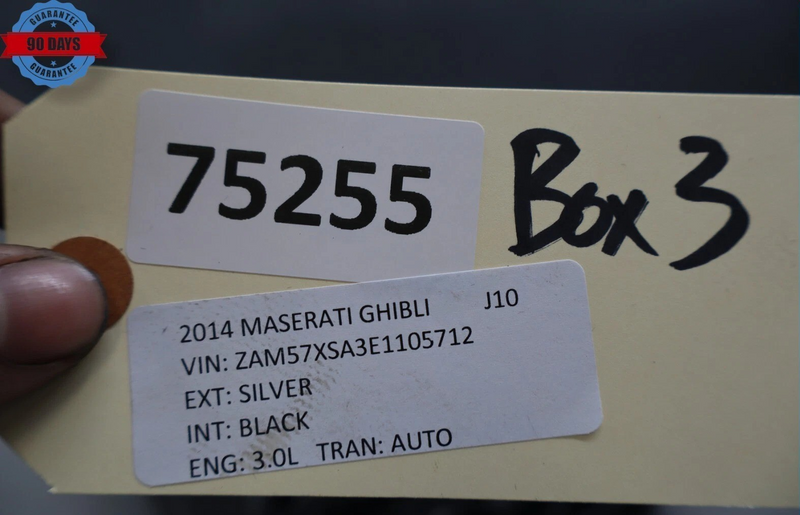 GUARANTEE
90 DAYS
GUARANTEE
75255
Box 3
2014 MASERATI GHIBLI J10
VIN: ZAM57XSA3E1105712
EXT: SILVER
INT: BLACK
ENG: 3.0L TRAN: AUTO